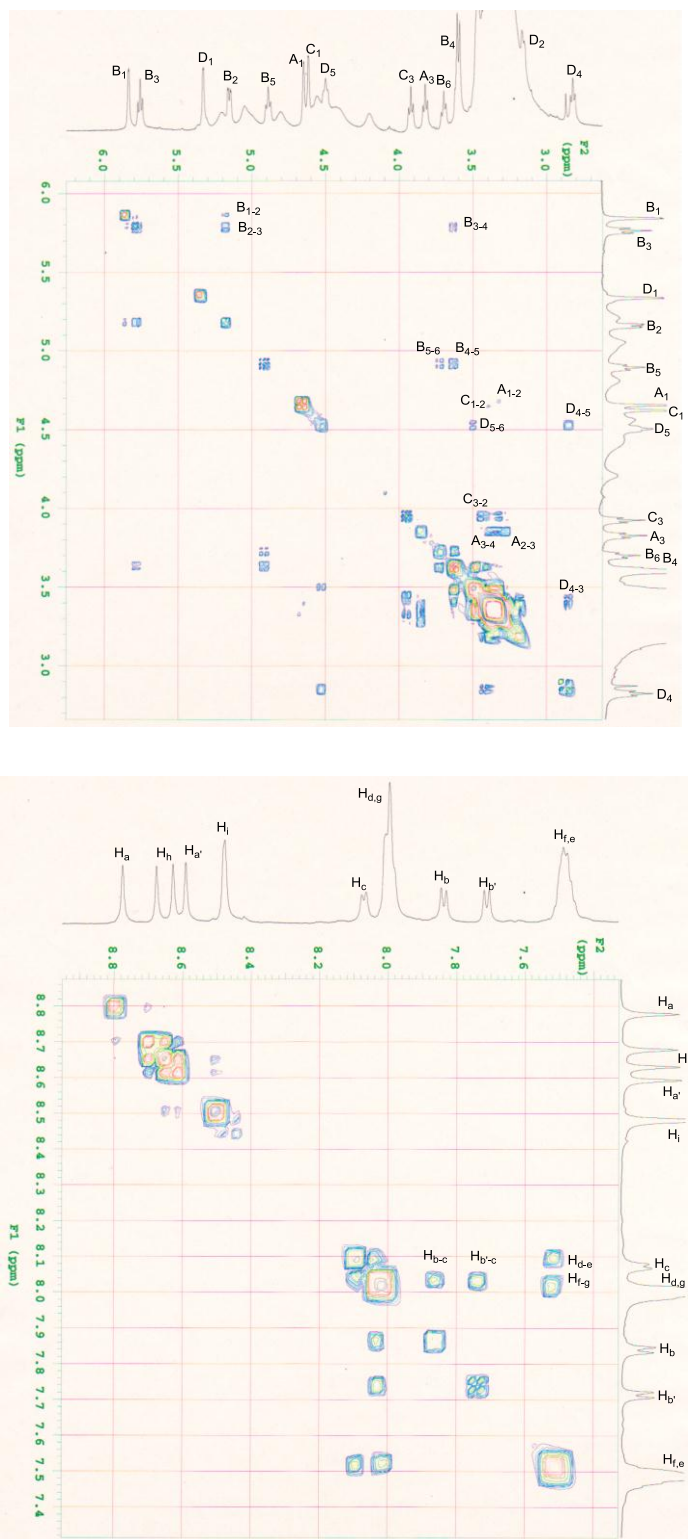 B4
D2
C1
D1
A1
B1 B3
B2
B5
D5
C3 A3 B6
D4
F2
(ppm)
6.0 5.5 5.0 4.5 4.0 3.5 3.0
6.0
5.5
5.0
4.5
4.0
3.5
3.0
F1 (ppm)
B1-2
B2-3
B3-4
B5-6 B4-5
C1-2 A1-2
D4-5
D5-6
C3-2
A3-4 A2-3
D4-3
B1
B3
D1
B2
B5
A1
C1
D5
C3
A3
B6 B4
D4
Hd,g
Ha
Hh Ha'
Hi
Hc
Hb
Hb'
Hf,e
F2
(ppm)
8.8 8.6 8.4 8.2 8.0 7.8 7.6
8.8
8.7
8.6
8.5
8.4
8.3
8.2
8.1
8.0
7.9
7.8
7.7
7.6
7.5
7.4
F1 (ppm)
Hb-c Hb'-c
Hd-e
Hf-g
Ha
H
Ha'
Hi
Hc
Hd,g
Hb
Hb'
Hf,e